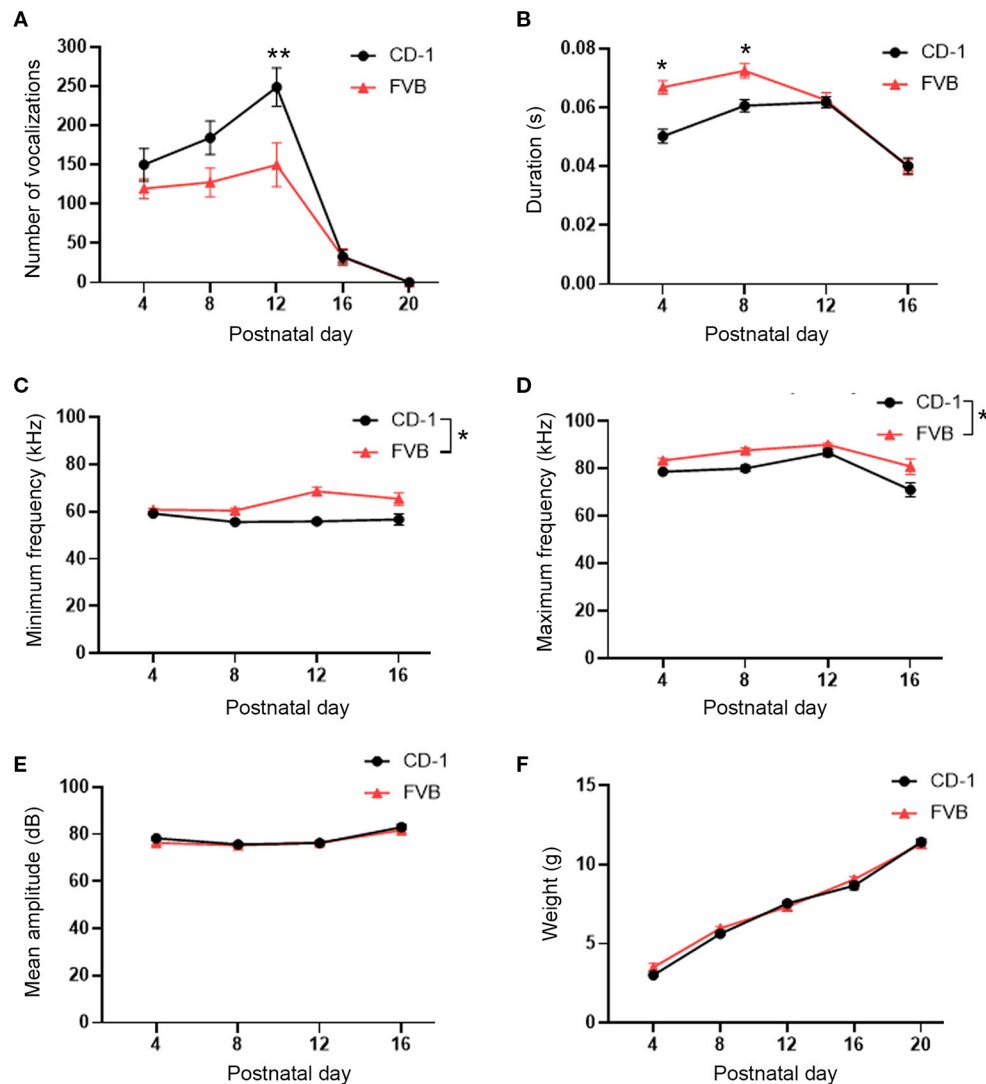 A
Number of vocalizations
300
250
200
150
100
50
0
**
CD-1
FVB
4 8 12 16 20
Postnatal day
B
Duration (s)
0.08
0.06
0.04
0.02
0.00
* *
CD-1
FVB
4 8 12 16
Postnatal day
C
Minimum frequency (kHz)
100
80
60
40
20
0
CD-1
FVB
*
4 8 12 16
Postnatal day
D
Maximum frequency (kHz)
100
80
60
40
20
0
CD-1
FVB
*
4 8 12 16
Postnatal day
E
Mean amplitude (dB)
100
80
60
40
20
0
CD-1
FVB
4 8 12 16
Postnatal day
F
Weight (g)
15
10
5
0
CD-1
FVB
4 8 12 16 20
Postnatal day